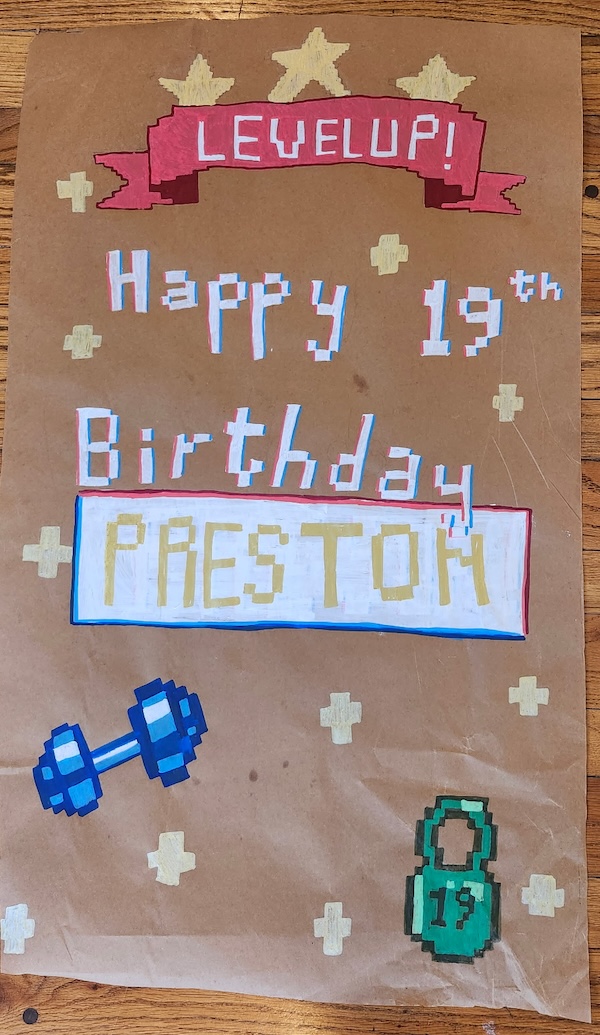 LEVELUP!
Happy 19th
Birthday
PRESTON
19